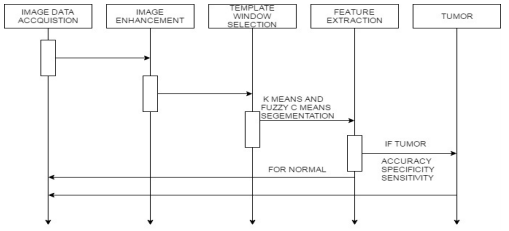 IMAGE DATA
ACCQUISITION
IMAGE
ENHANCEMENT
TEMPLATE
WINDOW
SELECTION
FEATURE
EXTRACTION
TUMOR
K MEANS AND
FUZZY C MEANS
SEGEMENTATION
IF TUMOR
ACCURACY
SPECIFICITY
SENSITIVITY
FOR NORMAL